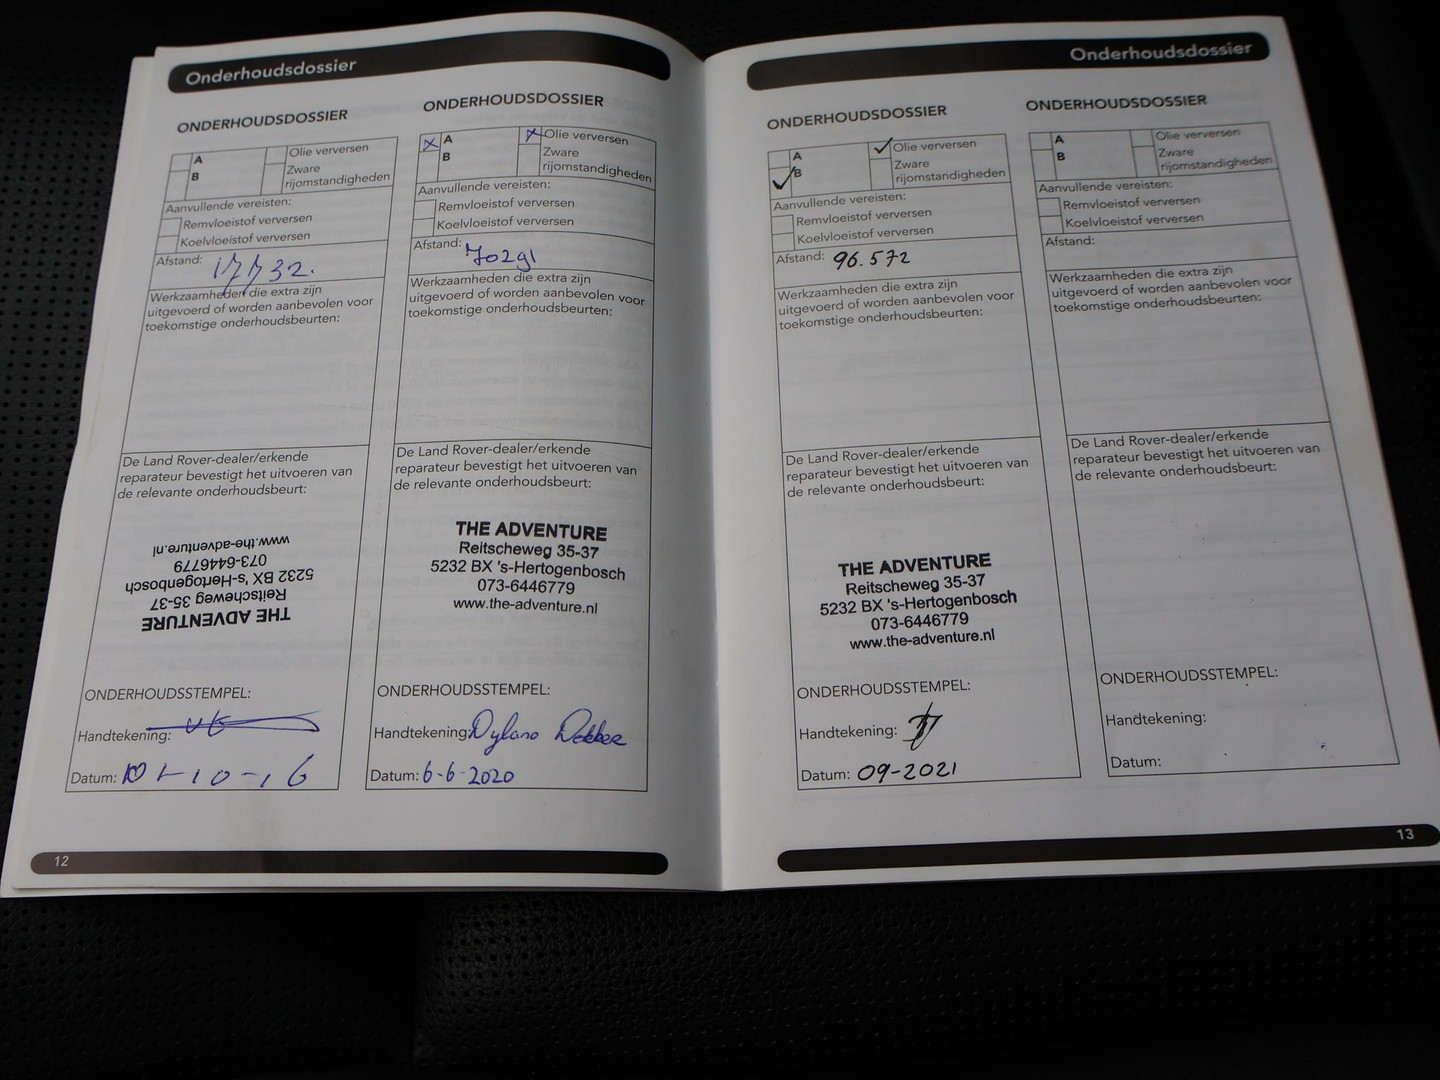 Onderhoudsdossier
ONDERHOUDSDOSSIER
A
B
Olie verversen
Zware
rijomstandigheden
Aanvullende vereisten:
Remvloeistof verversen
Koelvloeistof verversen
Afstand: 17732.
Werkzaamheden die extra zijn
uitgevoerd of worden aanbevolen voor
toekomstige onderhoudsbeurten:
De Land Rover-dealer/erkende
reparateur bevestigt het uitvoeren van
de relevante onderhoudsbeurt:
THE ADVENTURE
Reitscheweg 35-37
5232 BX 's-Hertogenbosch
073-6446779
www.the-adventure.nl
ONDERHOUDSSTEMPEL:
Handtekening:
Datum: 01-10-16
ONDERHOUDSDOSSIER
A
B
Olie verversen
Zware
rijomstandigheden
Aanvullende vereisten:
Remvloeistof verversen
Koelvloeistof verversen
Afstand:
Werkzaamheden die extra zijn
uitgevoerd of worden aanbevolen voor
toekomstige onderhoudsbeurten:
De Land Rover-dealer/erkende
reparateur bevestigt het uitvoeren van
de relevante onderhoudsbeurt:
THE ADVENTURE
Reitscheweg 35-37
5232 BX 's-Hertogenbosch
073-6446779
www.the-adventure.nl
ONDERHOUDSSTEMPEL:
Handtekening: Dylano Dekker
Datum: 6-6-2020
12
Onderhoudsdossier
ONDERHOUDSDOSSIER
A
B
Olie verversen
Zware
rijomstandigheden
Aanvullende vereisten:
Remvloeistof verversen
Koelvloeistof verversen
Afstand: 96.572
Werkzaamheden die extra zijn
uitgevoerd of worden aanbevolen voor
toekomstige onderhoudsbeurten:
De Land Rover-dealer/erkende
reparateur bevestigt het uitvoeren van
de relevante onderhoudsbeurt:
THE ADVENTURE
Reitscheweg 35-37
5232 BX 's-Hertogenbosch
073-6446779
www.the-adventure.nl
ONDERHOUDSSTEMPEL:
Handtekening:
Datum: 09-2021
ONDERHOUDSDOSSIER
A
B
Olie verversen
Zware
rijomstandigheden
Aanvullende vereisten:
Remvloeistof verversen
Koelvloeistof verversen
Afstand:
Werkzaamheden die extra zijn
uitgevoerd of worden aanbevolen voor
toekomstige onderhoudsbeurten:
De Land Rover-dealer/erkende
reparateur bevestigt het uitvoeren van
de relevante onderhoudsbeurt:
ONDERHOUDSSTEMPEL:
Handtekening:
Datum:
13